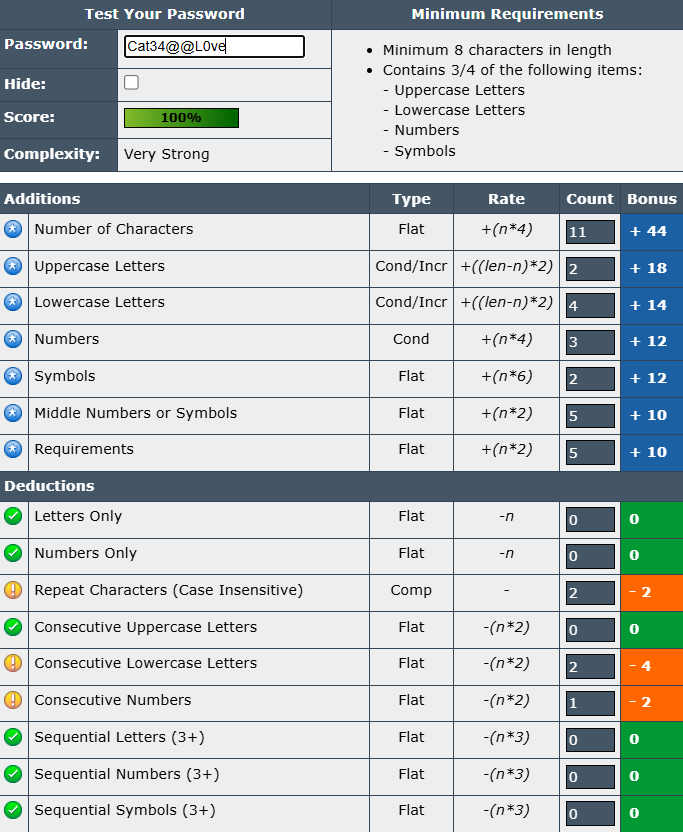 Test Your Password Minimum Requirements
Password: Cat34@@L0ve
Hide:
Score: 100%
Complexity: Very Strong
• Minimum 8 characters in length
• Contains 3/4 of the following items:
- Uppercase Letters
- Lowercase Letters
- Numbers
- Symbols
Additions Type Rate Count Bonus
Number of Characters Flat +(n*4) 11 + 44
Uppercase Letters Cond/Incr +((len-n)*2) 2 + 18
Lowercase Letters Cond/Incr +((len-n)*2) 4 + 14
Numbers Cond +(n*4) 3 + 12
Symbols Flat +(n*6) 2 + 12
Middle Numbers or Symbols Flat +(n*2) 5 + 10
Requirements Flat +(n*2) 5 + 10
Deductions
Letters Only Flat -n 0 0
Numbers Only Flat -n 0 0
Repeat Characters (Case Insensitive) Comp - 2 - 2
Consecutive Uppercase Letters Flat -(n*2) 0 0
Consecutive Lowercase Letters Flat -(n*2) 2 - 4
Consecutive Numbers Flat -(n*2) 1 - 2
Sequential Letters (3+) Flat -(n*3) 0 0
Sequential Numbers (3+) Flat -(n*3) 0 0
Sequential Symbols (3+) Flat -(n*3) 0 0